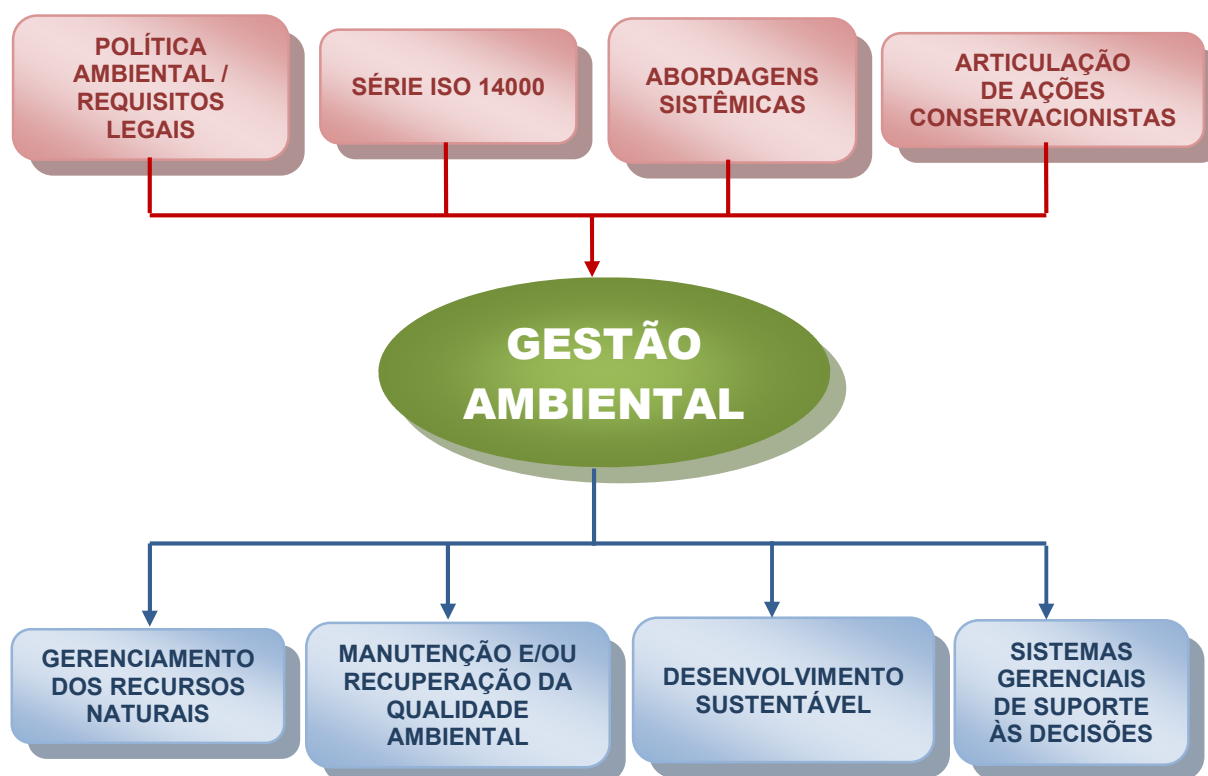 POLÍTICA
AMBIENTAL /
REQUISITOS
LEGAIS
SÉRIE ISO 14000
ABORDAGENS
SISTÊMICAS
ARTICULAÇÃO
DE AÇÕES
CONSERVACIONISTAS
GESTÃO
AMBIENTAL
GERENCIAMENTO
DOS RECURSOS
NATURAIS
MANUTENÇÃO E/OU
RECUPERAÇÃO DA
QUALIDADE
AMBIENTAL
DESENVOLVIMENTO
SUSTENTÁVEL
SISTEMAS
GERENCIAIS
DE SUPORTE
ÀS DECISÕES